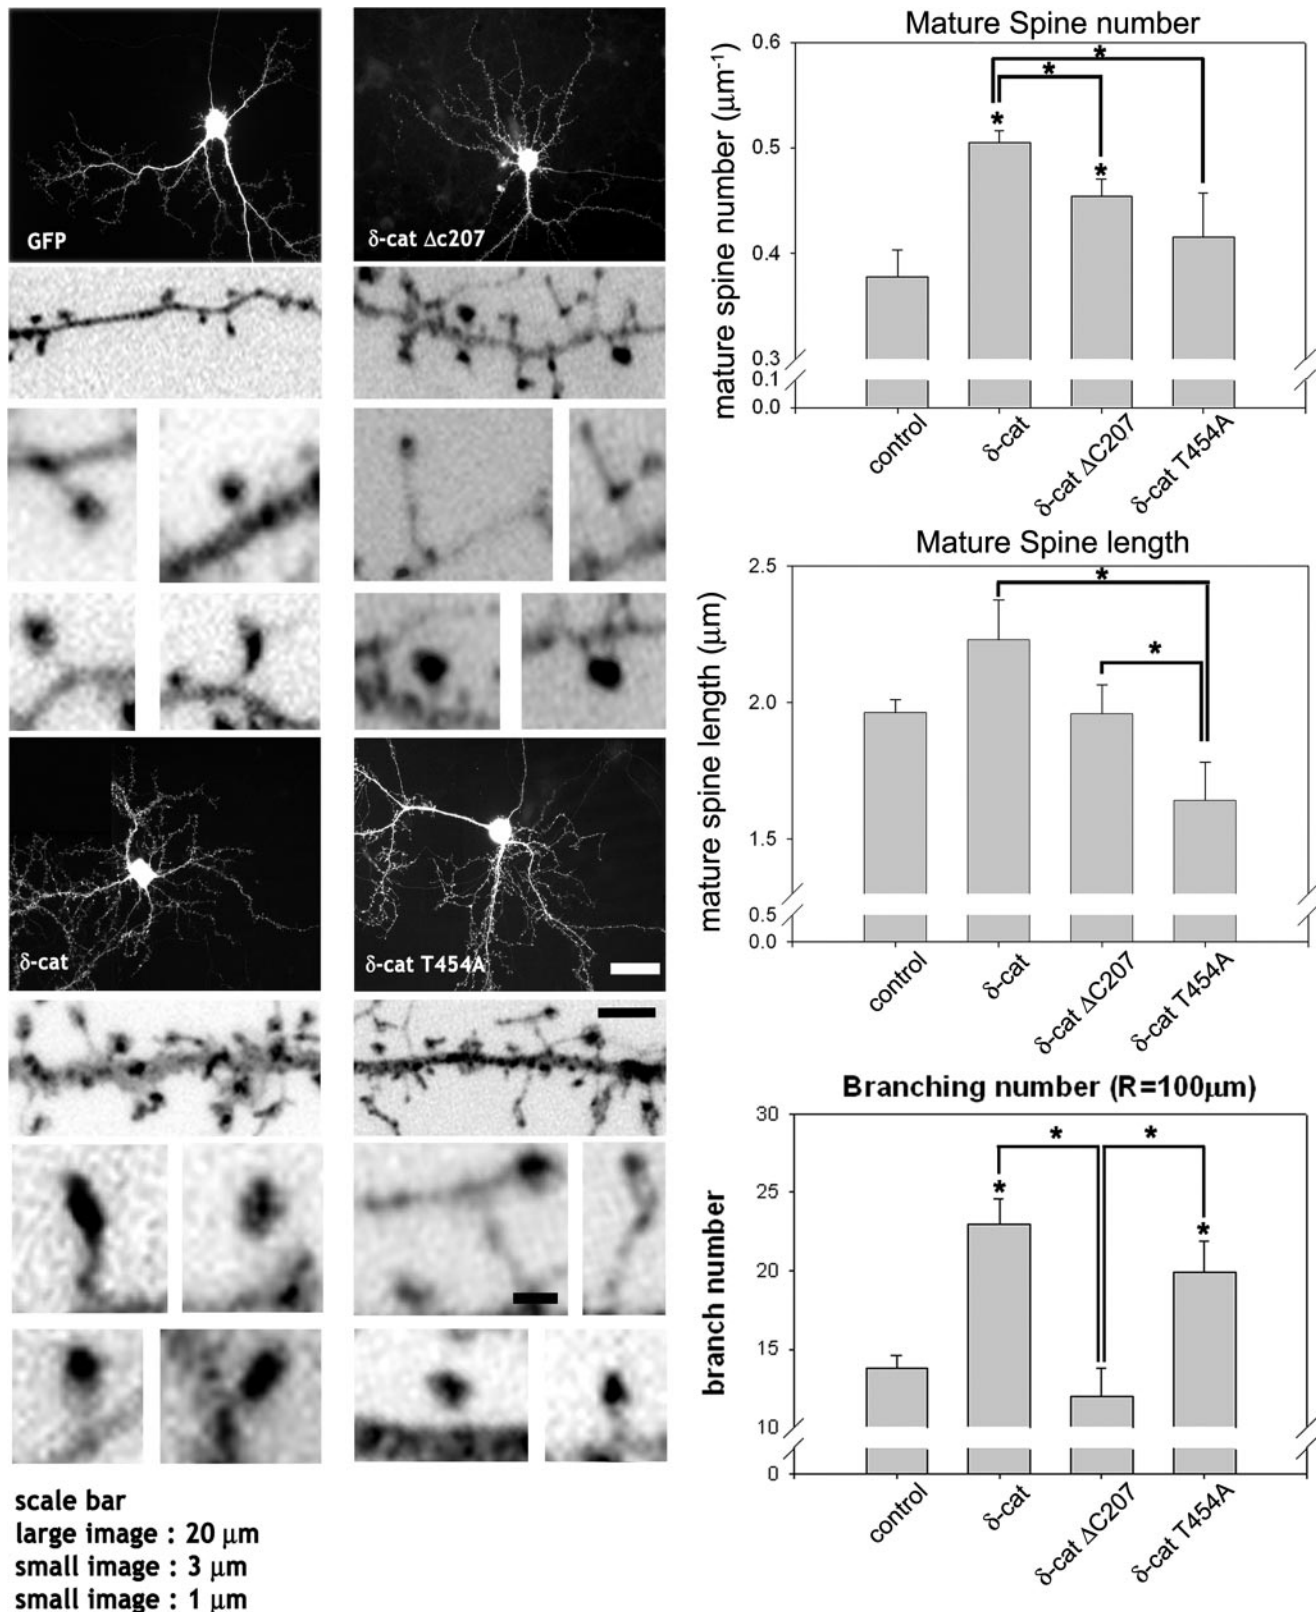 GFP
δ-cat Δc207
δ-cat
δ-cat T454A
scale bar
large image : 20 μm
small image : 3 μm
small image : 1 μm
Mature Spine number
mature spine number (μm⁻¹)
0.6
0.5
0.4
0.3
0.1
0.0
* * * *
control
δ-cat
δ-cat ΔC207
δ-cat T454A
Mature Spine length
mature spine length (μm)
2.5
2.0
1.5
0.5
0.0
* *
control
δ-cat
δ-cat ΔC207
δ-cat T454A
Branching number (R=100μm)
branch number
30
25
20
15
10
0
* * * *
control
δ-cat
δ-cat ΔC207
δ-cat T454A